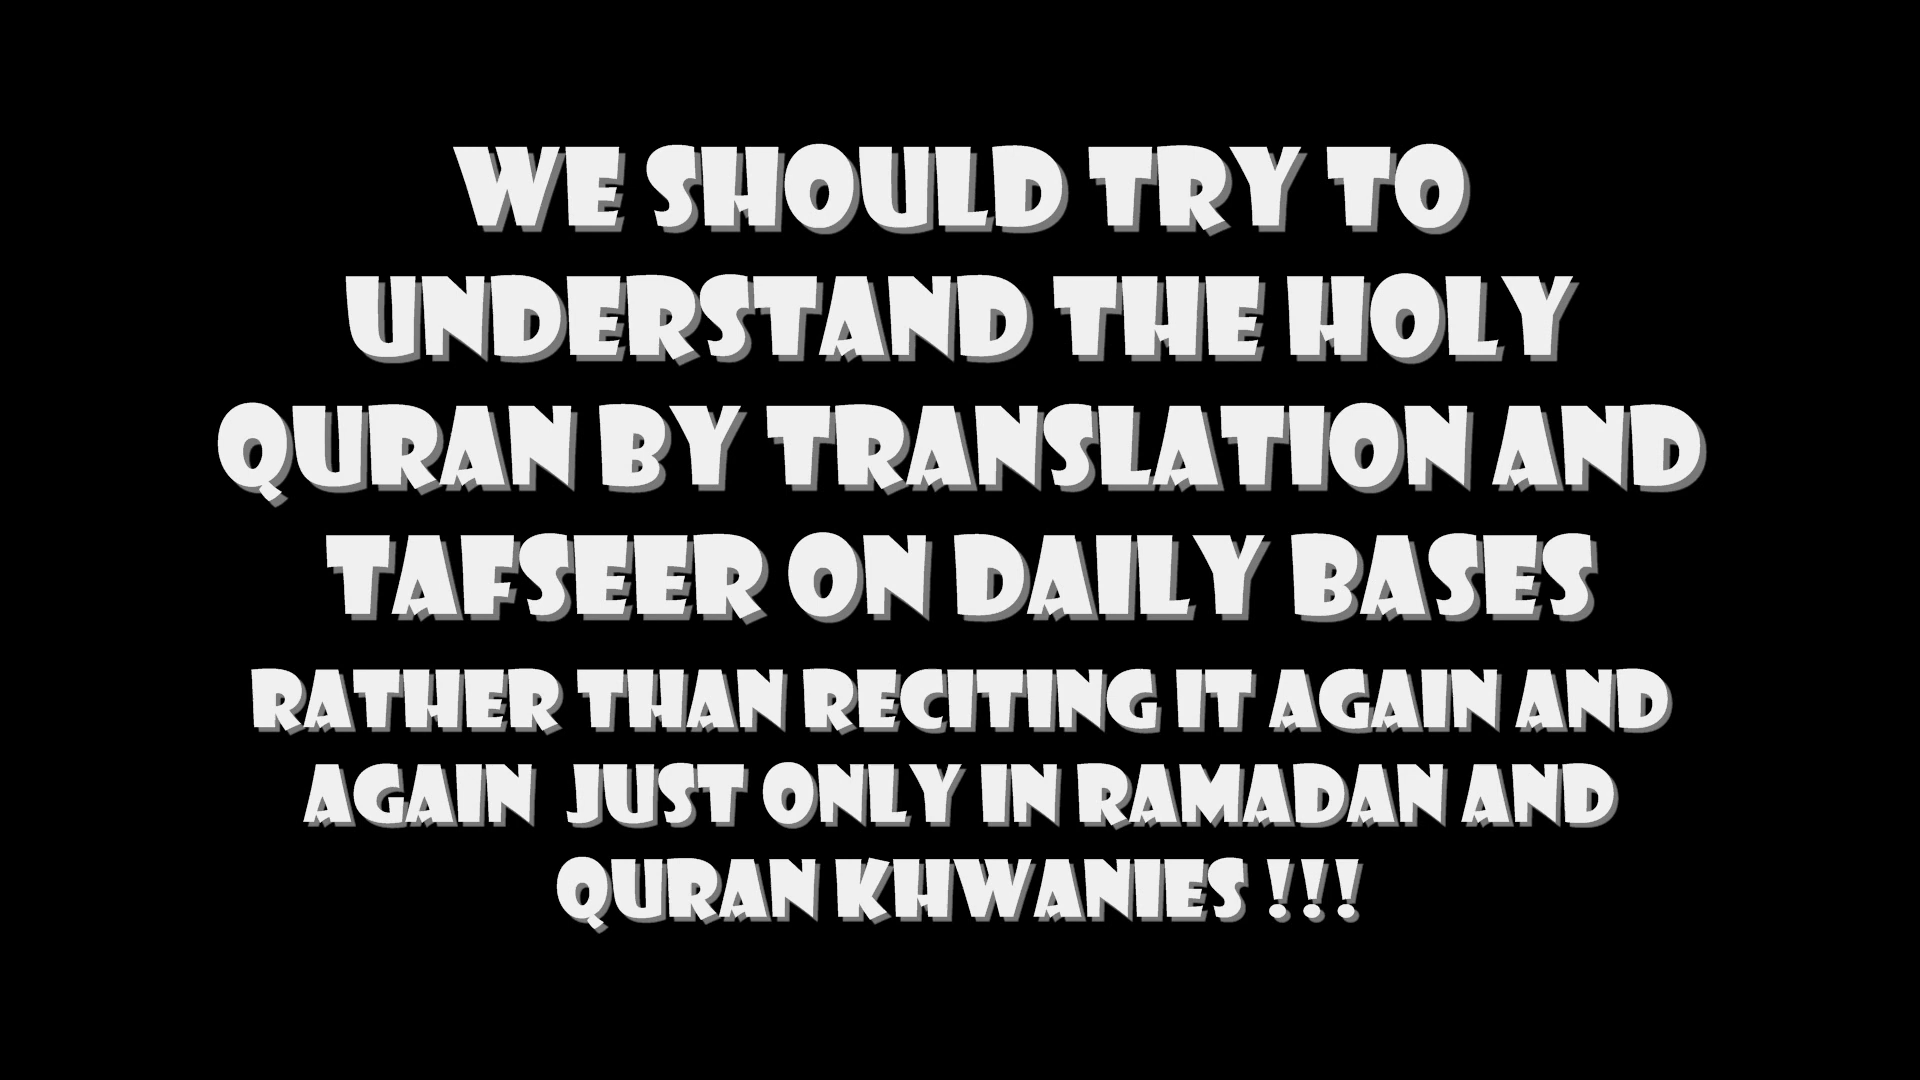 WE SHOULD TRY TO
UNDERSTAND THE HOLY
QURAN BY TRANSLATION AND
TAFSEER ON DAILY BASES
RATHER THAN RECITING IT AGAIN AND
AGAIN JUST ONLY IN RAMADAN AND
QURAN KHWANIES !!!